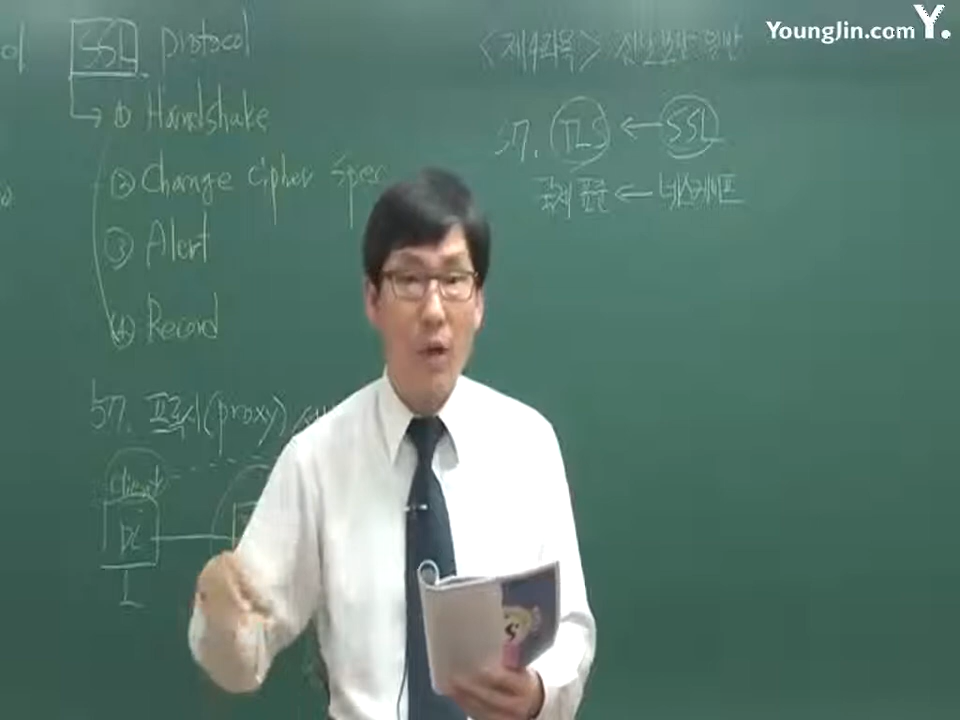 YoungJin.com Y.
SSL protocol
① Handshake
② Change cipher spec
③ Alert
④ Record
57. 프록시(proxy)
client
PC
<제4과목> 정보보안 일반
57. TLS ← SSL
국제 표준 ← 네스케이프